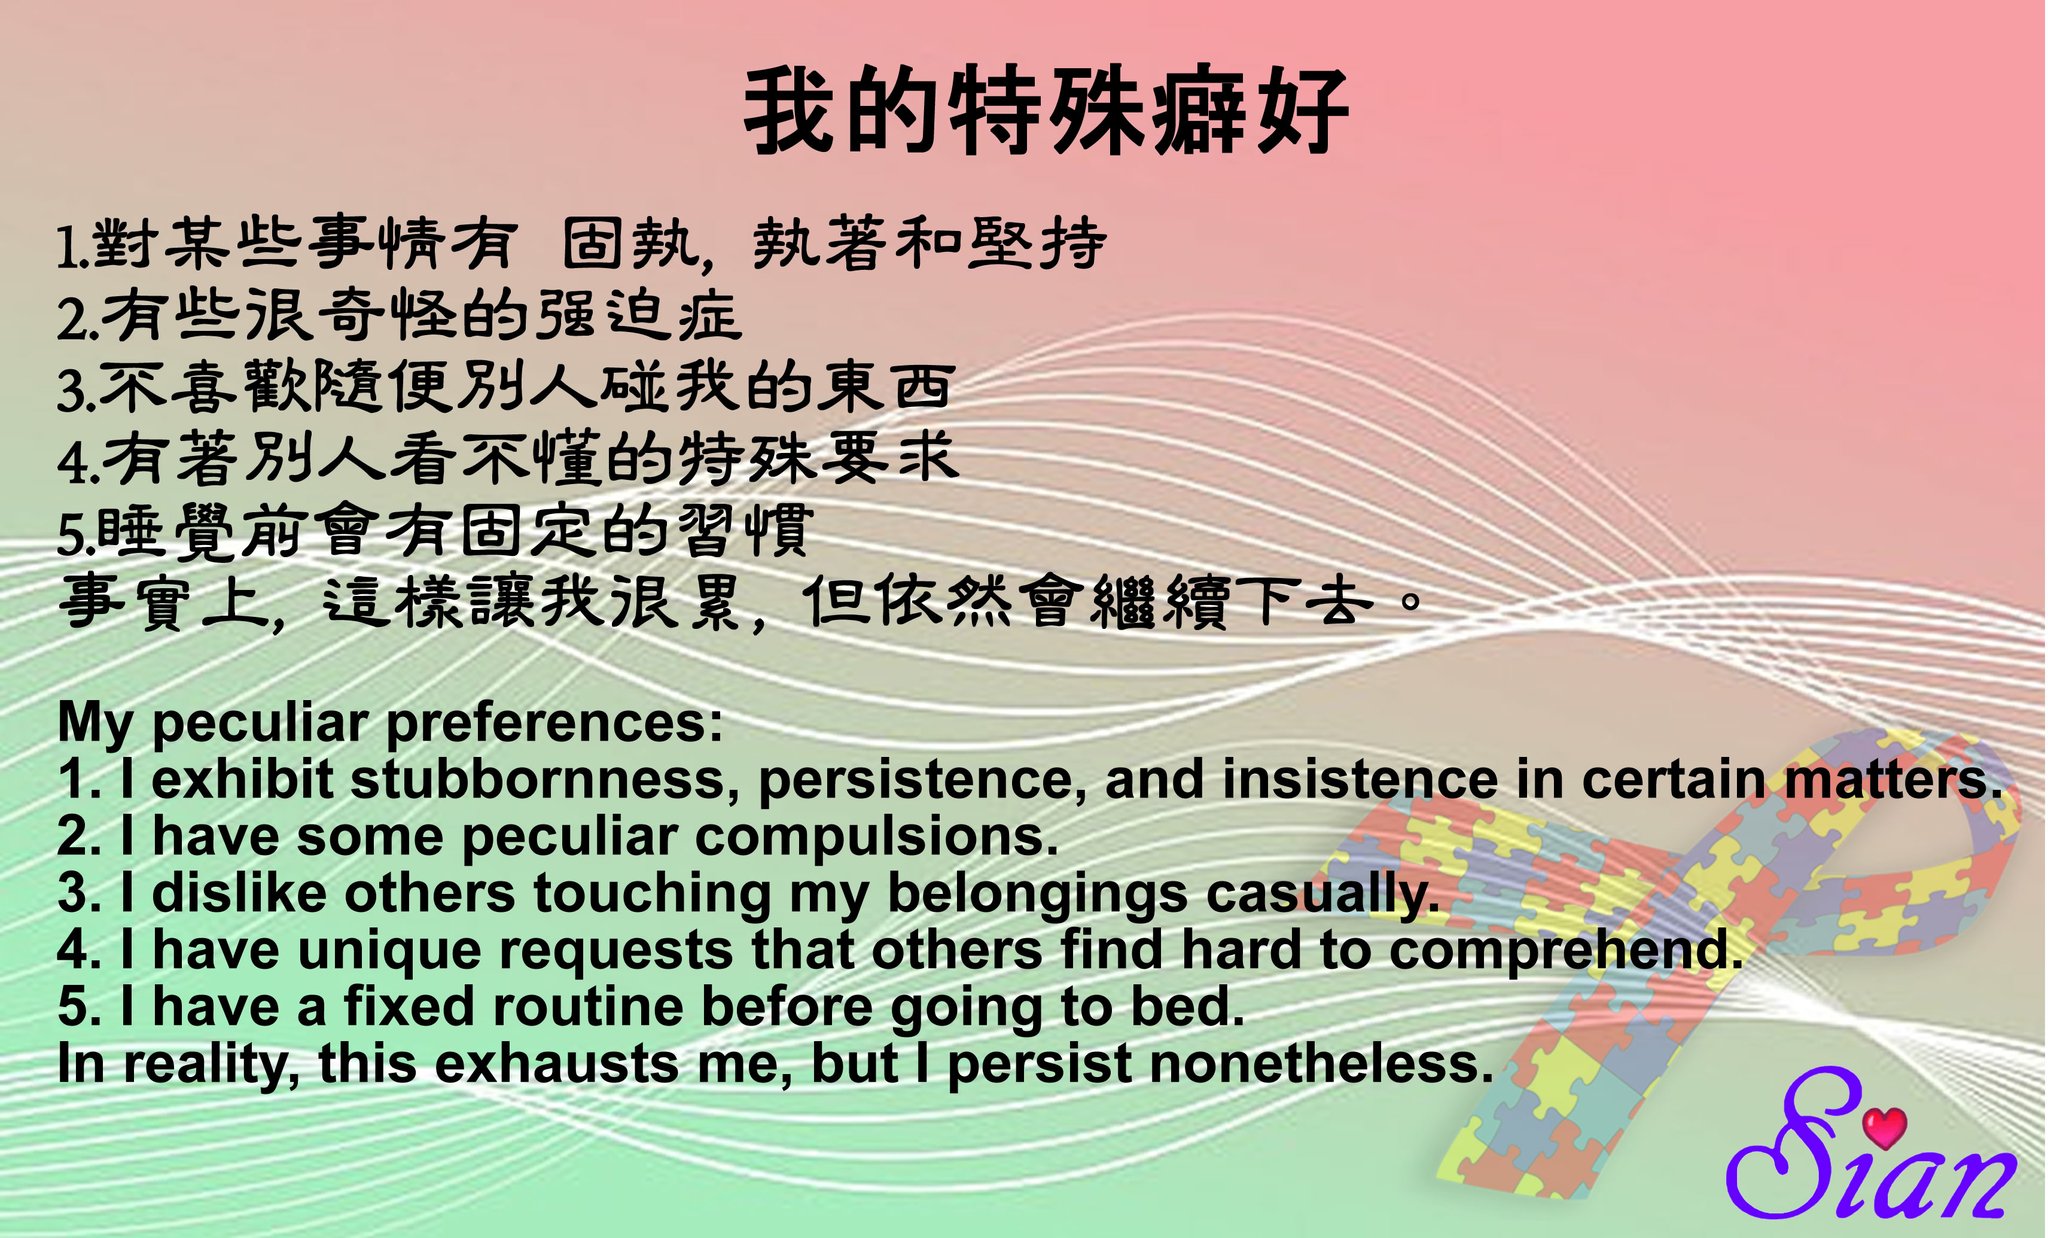 我的特殊癖好
1.對某些事情有 固執, 執著和堅持
2.有些很奇怪的强迫症
3.不喜歡隨便別人碰我的東西
4.有著別人看不懂的特殊要求
5.睡覺前會有固定的習慣
事實上, 這樣讓我很累, 但依然會繼續下去。
My peculiar preferences:
1. I exhibit stubbornness, persistence, and insistence in certain matters.
2. I have some peculiar compulsions.
3. I dislike others touching my belongings casually.
4. I have unique requests that others find hard to comprehend.
5. I have a fixed routine before going to bed.
In reality, this exhausts me, but I persist nonetheless.
Sian